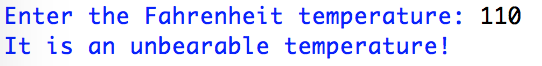 Enter the Fahrenheit temperature: 110
It is an unbearable temperature!